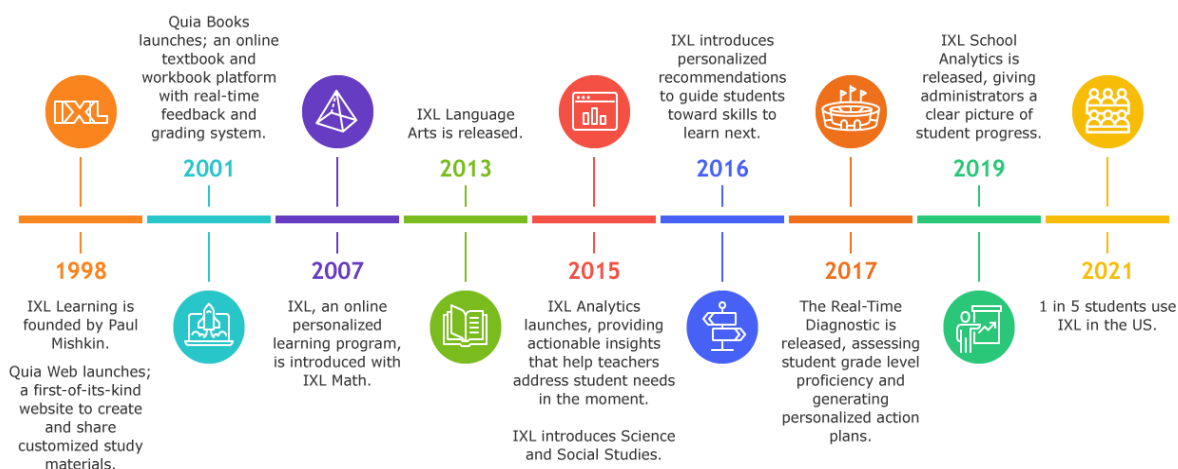 IXL
1998
IXL Learning is
founded by Paul
Mishkin.
Quia Web launches;
a first-of-its-kind
website to create
and share
customized study
materials.
Quia Books
launches; an online
textbook and
workbook platform
with real-time
feedback and
grading system.
2001
2007
IXL, an online
personalized
learning program,
is introduced with
IXL Math.
IXL Language
Arts is released.
2013
2015
IXL Analytics
launches, providing
actionable insights
that help teachers
address student needs
in the moment.
IXL introduces Science
and Social Studies.
IXL introduces
personalized
recommendations
to guide students
toward skills to
learn next.
2016
2017
The Real-Time
Diagnostic is
released, assessing
student grade level
proficiency and
generating
personalized action
plans.
IXL School
Analytics is
released, giving
administrators a
clear picture of
student progress.
2019
2021
1 in 5 students use
IXL in the US.